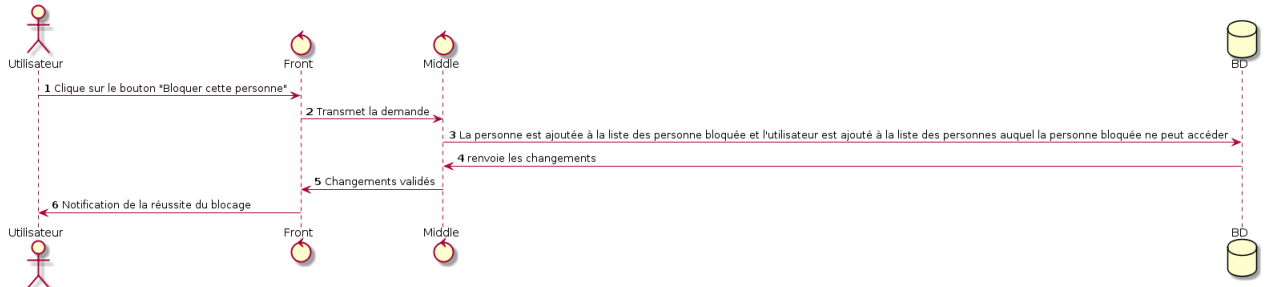 Utilisateur
Front
Middle
BD
1 Clique sur le bouton "Bloquer cette personne"
2 Transmet la demande
3 La personne est ajoutée à la liste des personne bloquée et l'utilisateur est ajouté à la liste des personnes auquel la personne bloquée ne peut accéder
4 renvoie les changements
5 Changements validés
6 Notification de la réussite du blocage
Utilisateur
Front
Middle
BD